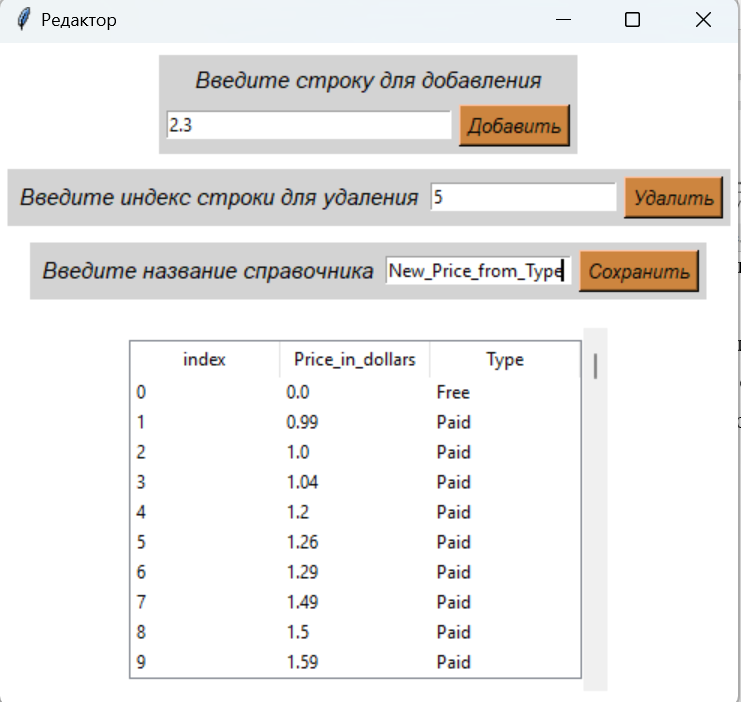 Редактор
Введите строку для добавления
2.3 Добавить
Введите индекс строки для удаления 5 Удалить
Введите название справочника New_Price_from_Type Сохранить
index Price_in_dollars Type
0 0.0 Free
1 0.99 Paid
2 1.0 Paid
3 1.04 Paid
4 1.2 Paid
5 1.26 Paid
6 1.29 Paid
7 1.49 Paid
8 1.5 Paid
9 1.59 Paid